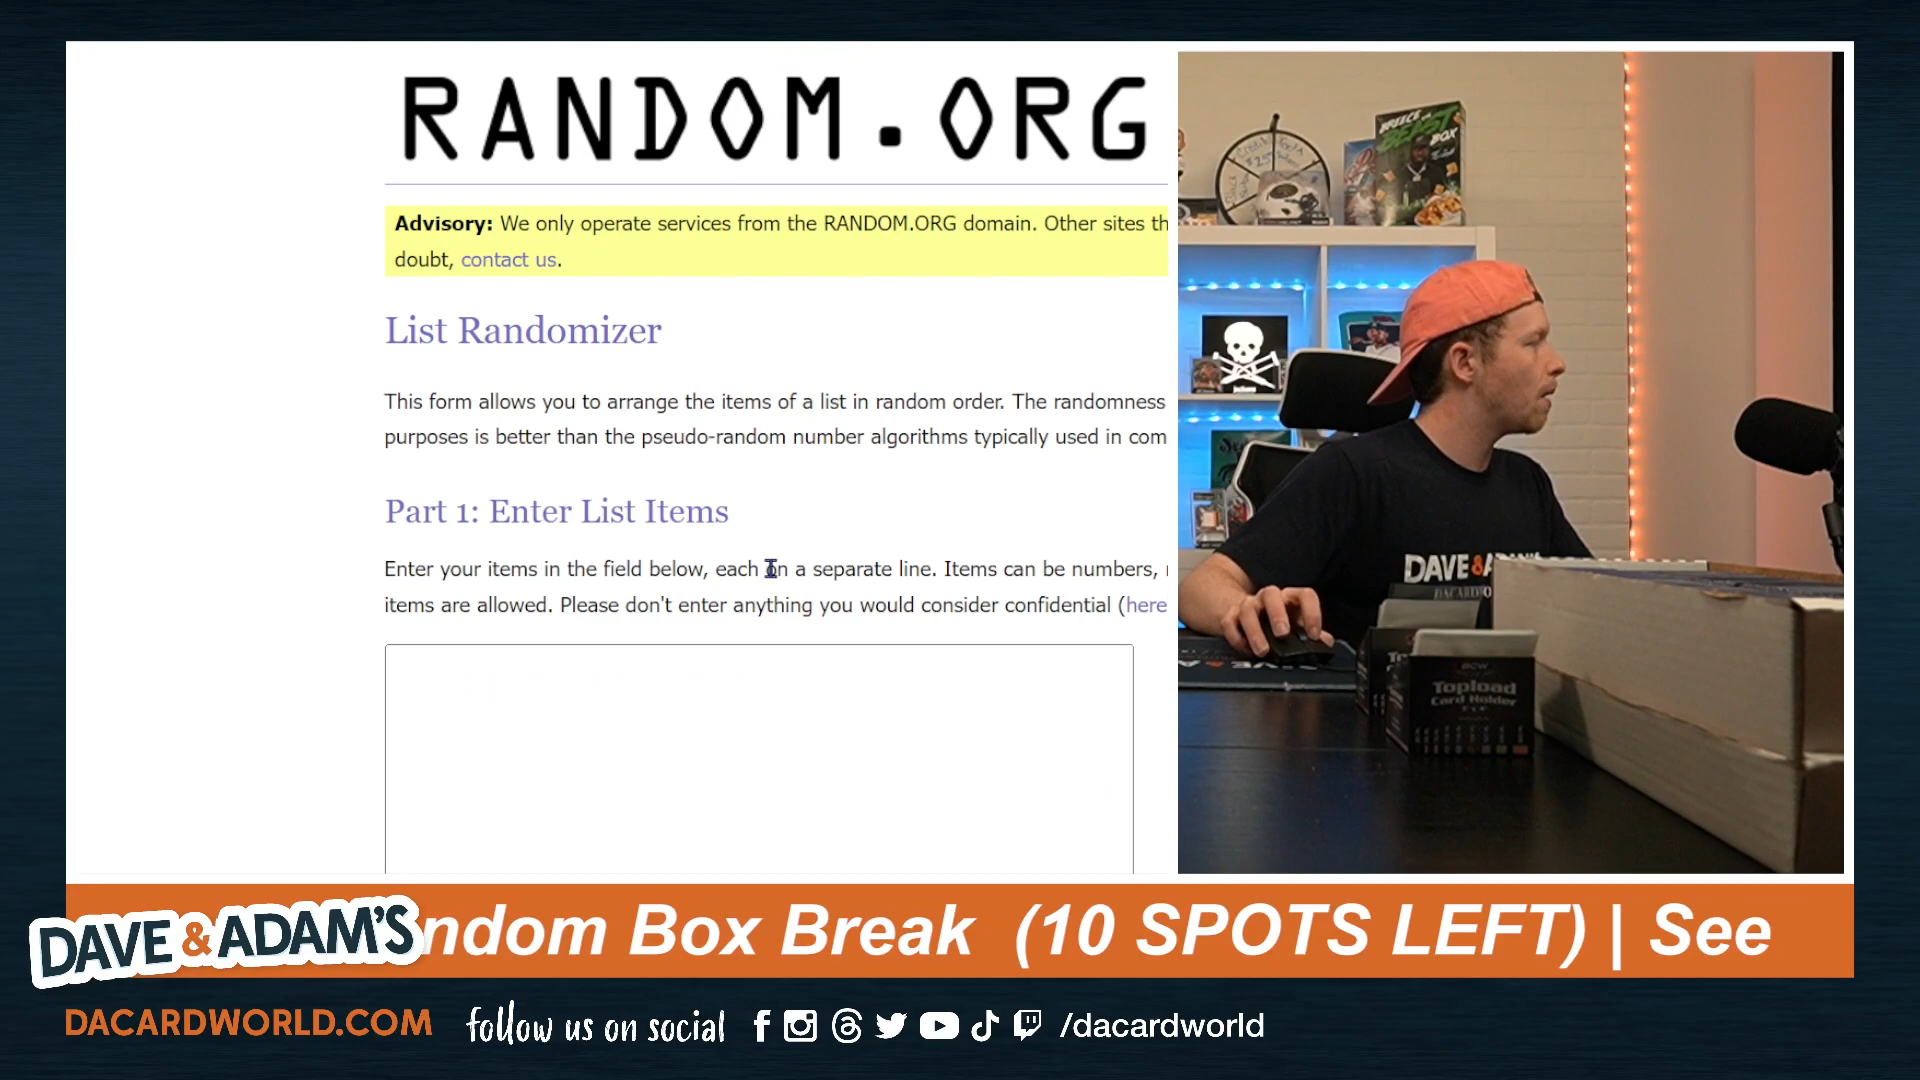 RANDOM.ORG
Advisory: We only operate services from the RANDOM.ORG domain. Other sites th
doubt, contact us.
List Randomizer
This form allows you to arrange the items of a list in random order. The randomness
purposes is better than the pseudo-random number algorithms typically used in com
Part 1: Enter List Items
Enter your items in the field below, each on a separate line. Items can be numbers,
items are allowed. Please don't enter anything you would consider confidential (here
BREECE
BEAST
BOX
DAVE &
BCW
Topload
Card Holder
DAVE & ADAM'S
ndom Box Break (10 SPOTS LEFT) | See
DACARDWORLD.COM
follow us on social
/dacardworld